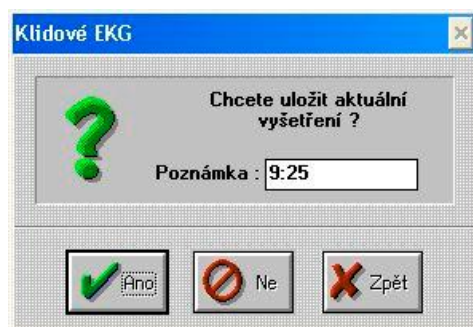 Klidové EKG
Chcete uložit aktuální
vyšetření ?
Poznámka : 9:25
Ano
Ne
Zpět